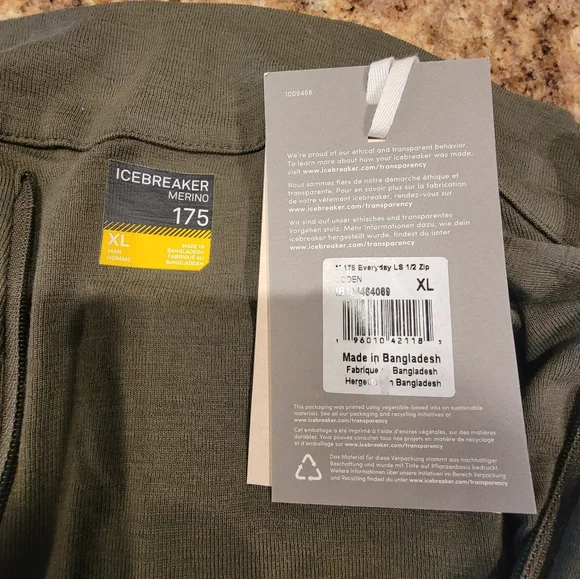 ICEBREAKER
MERINO
175
XL
MAN
HOMME
MADE IN
BANGLADESH
FABRIQUÉ AU
BANGLADESH
1009468
We're proud of our ethical and transparent behavior.
To learn more about how your icebreaker was made,
visit www.icebreaker.com/transparency
Nous sommes fiers de notre démarche éthique et
transparente. Pour en savoir plus sur la fabrication
de votre vêtement icebreaker, rendez-vous sur
www.icebreaker.com/transparency
Wir sind auf unser ethisches und transparentes
Vorgehen stolz. Mehr Informationen dazu, wie dein
icebreaker hergestellt wurde, findest du unter
www.icebreaker.com/transparency
175 Everyday LS 1/2 Zip
XL
1 96010 42118 5
Made in Bangladesh
Fabriqué Bangladesh
Hergest Bangladesh
This packaging was printed using vegetable-based inks on sustainable
materials. See all our packaging and recycling initiatives at
www.icebreaker.com/transparency
Cet emballage a été imprimé à l'aide d'encres végétales, sur des matières
durables. Vous pouvez consulter tous nos projets en matière de recyclage
et d'emballage sur www.icebreaker.com/transparency
Das Material für diese Verpackung stammt aus nachhaltiger
Beschaffung und wurde mit Tinte auf Pflanzenbasis bedruckt.
Weitere Informationen über unsere Initiativen im Bereich Verpackung
und Recycling findest du unter www.icebreaker.com/transparency